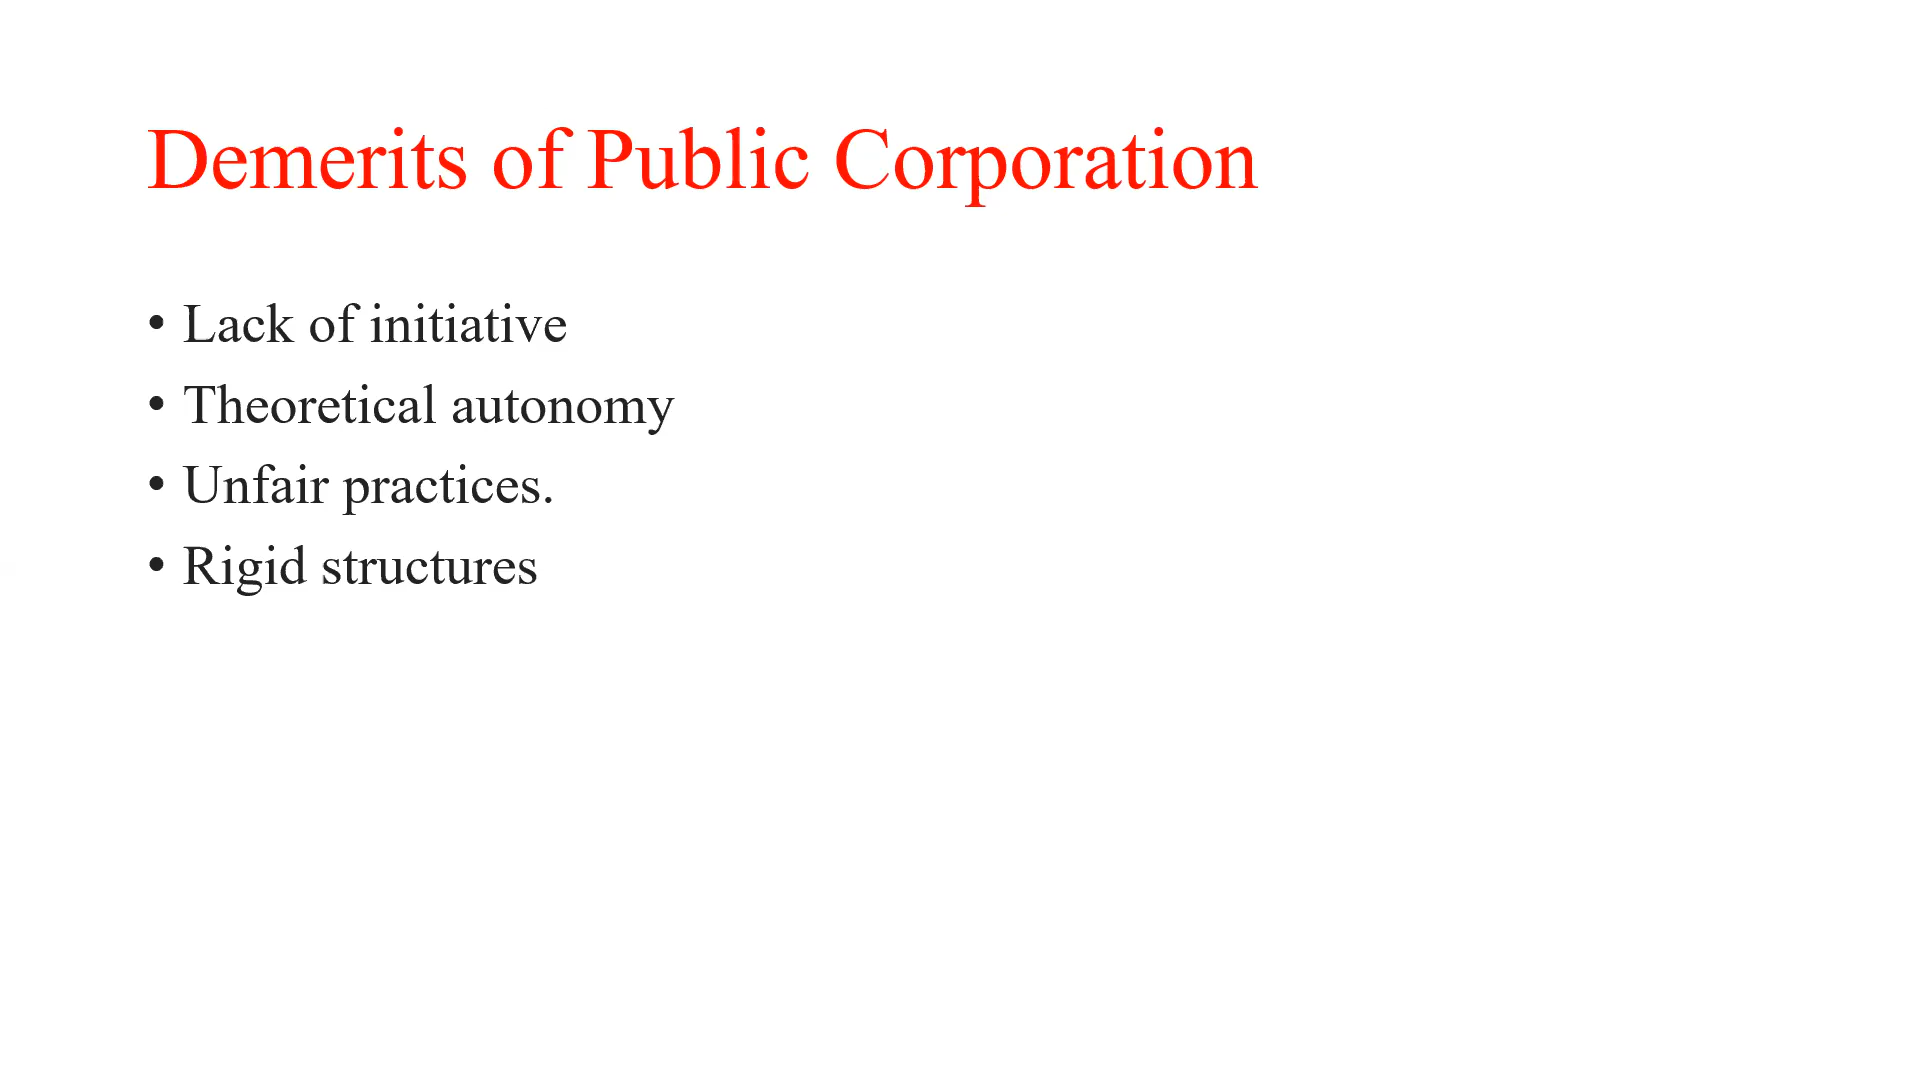 Demerits of Public Corporation
• Lack of initiative
• Theoretical autonomy
• Unfair practices.
• Rigid structures